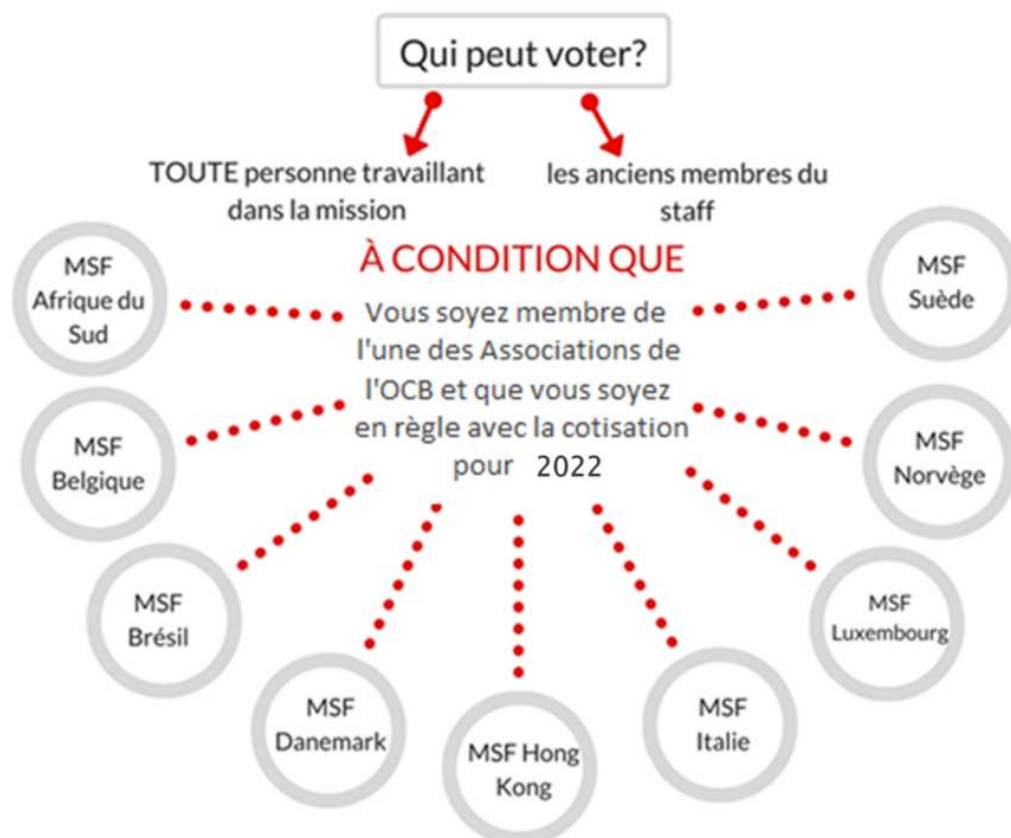 Qui peut voter?
TOUTE personne travaillant
dans la mission
les anciens membres du
staff
À CONDITION QUE
Vous soyez membre de
l'une des Associations de
l'OCB et que vous soyez
en règle avec la cotisation
pour 2022
MSF
Afrique du
Sud
MSF
Belgique
MSF
Brésil
MSF
Danemark
MSF Hong
Kong
MSF
Italie
MSF
Luxembourg
MSF
Norvège
MSF
Suède